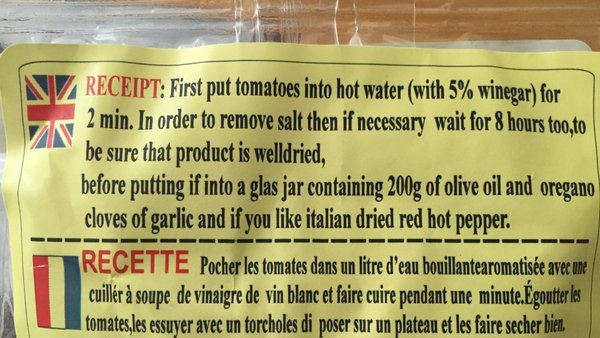 RECEIPT: First put tomatoes into hot water (with 5% winegar) for
2 min. In order to remove salt then if necessary wait for 8 hours too,to
be sure that product is welldried,
before putting if into a glas jar containing 200g of olive oil and oregano
cloves of garlic and if you like italian dried red hot pepper.
RECETTE Pocher les tomates dans un litre d'eau bouillantearomatisée avec une
cuillèr à soupe de vinaigre de vin blanc et faire cuire pendant une minute.Égoutter les
tomates,les essuyer avec un torcholes di poser sur un plateau et les faire secher bien.